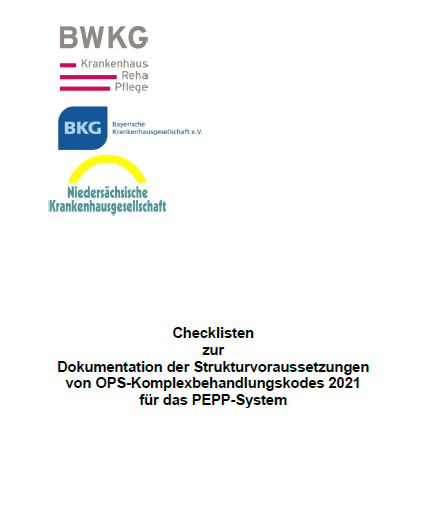 BWKG
Krankenhaus
Reha
Pflege
BKG
Bayerische
Krankenhausgesellschaft e.V.
Niedersächsische
Krankenhausgesellschaft
Checklisten
zur
Dokumentation der Strukturvoraussetzungen
von OPS-Komplexbehandlungskodes 2021
für das PEPP-System